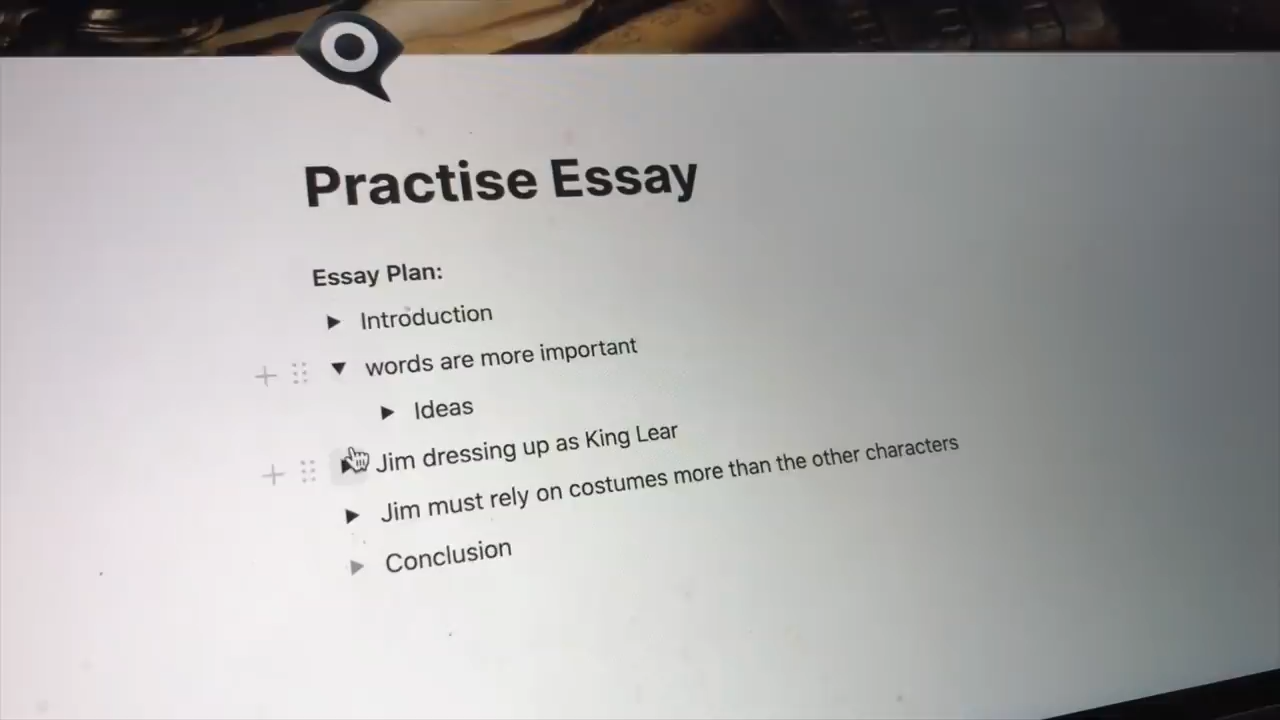 Practise Essay
Essay Plan:
Introduction
words are more important
Ideas
Jim dressing up as King Lear
Jim must rely on costumes more than the other characters
Conclusion